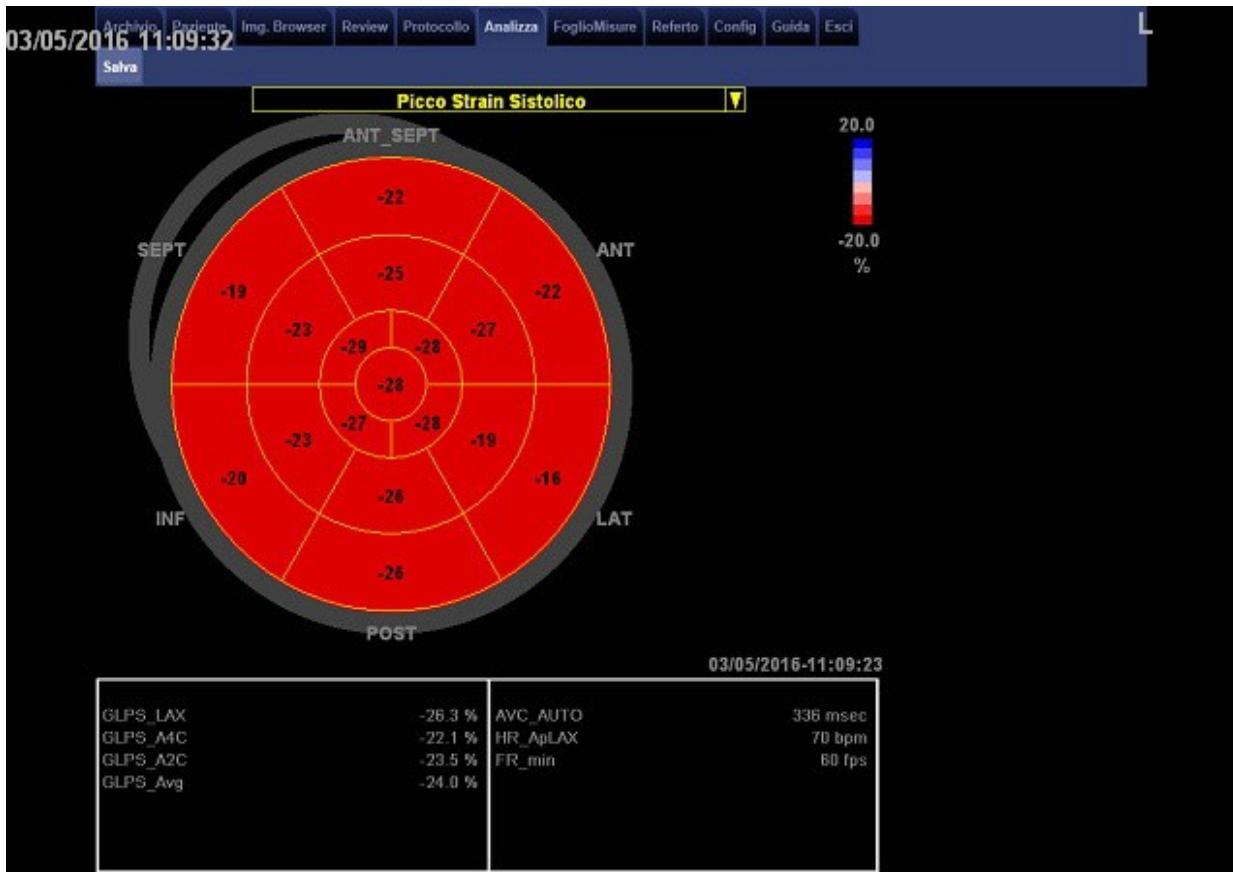 Archivio Paziente Img. Browser Review Protocollo Analizza FoglioMisure Referto Config Guida Esci
L
03/05/2016 11:09:32
Salva
Picco Strain Sistolico
20.0
-20.0
%
ANT_SEPT
-22
SEPT
ANT
-25
-19
-22
-23
-27
-29
-28
-28
-27
-28
-23
-19
-20
-16
-26
INF
LAT
-26
POST
03/05/2016-11:09:23
GLPS_LAX -26.3 % AVC_AUTO 336 msec
GLPS_A4C -22.1 % HR_ApLAX 70 bpm
GLPS_A2C -23.5 % FR_min 60 fps
GLPS_Avg -24.0 %